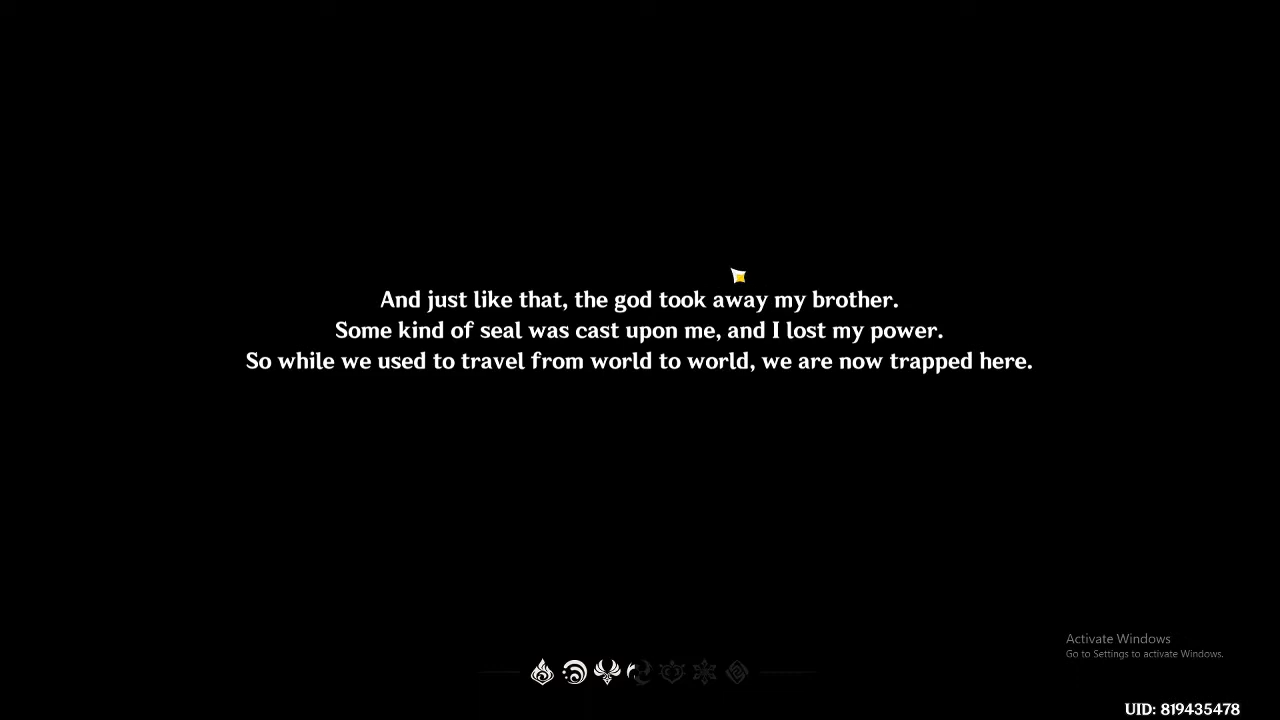 And just like that, the god took away my brother.
Some kind of seal was cast upon me, and I lost my power.
So while we used to travel from world to world, we are now trapped here.
Activate Windows
Go to Settings to activate Windows.
UID: 819435478